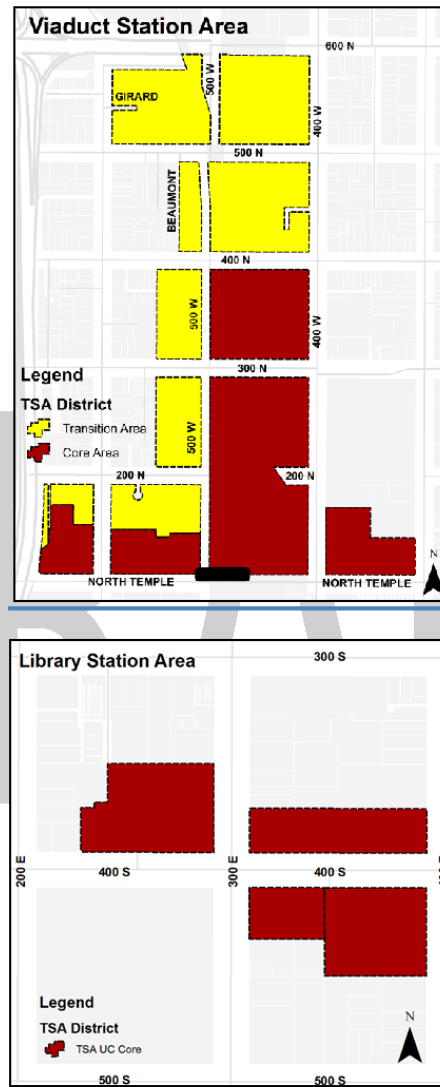 Viaduct Station Area
600 N
500 W
GIRARD
400 W
500 N
BEAUMONT
400 N
500 W
400 W
300 N
Legend
TSA District
Transition Area
Core Area
500 W
200 N
200 N
N
NORTH TEMPLE
NORTH TEMPLE
Library Station Area
300 S
200 E
400 S
300 E
400 S
N
Legend
TSA District
TSA UC Core
500 S
500 S